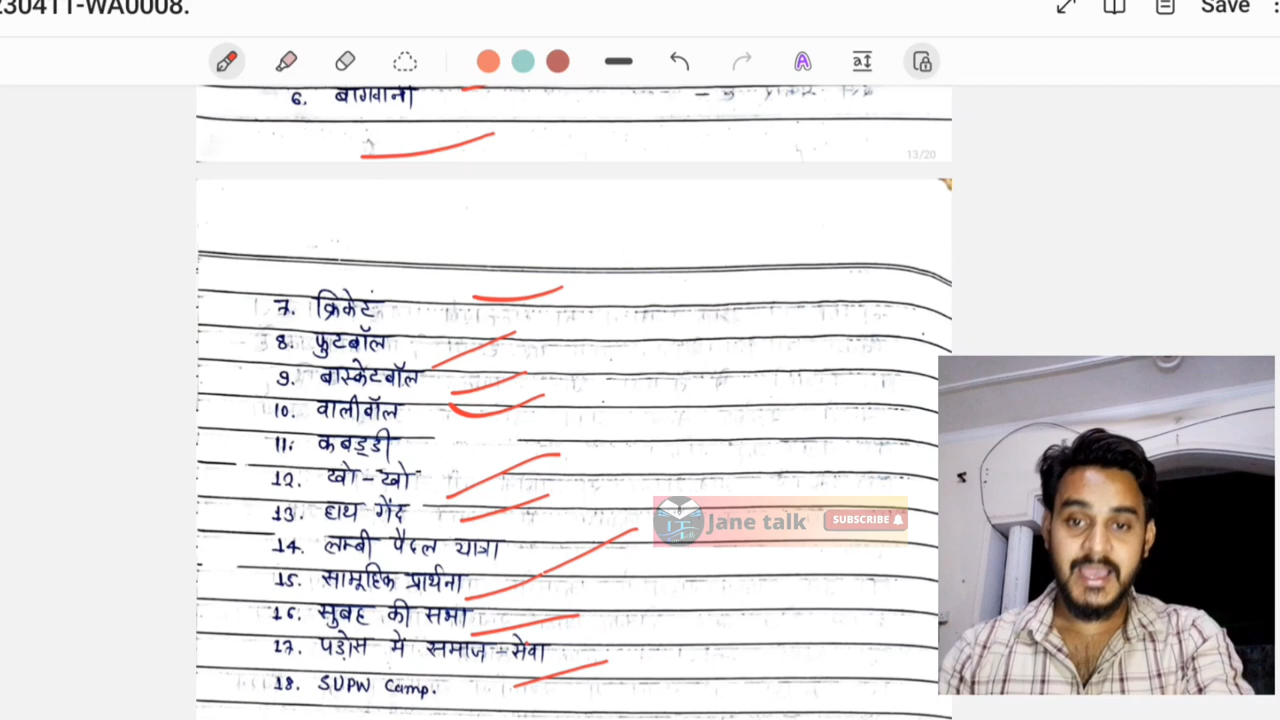 230411-WA0008.
Save
6. बागवानी
13/20
7. क्रिकेट
8. फुटबॉल
9. बास्केटबॉल
10. वालीबॉल
11. कबड्डी
12. खो-खो
13. हाथ गेंद
14. लम्बी पैदल यात्रा
15. सामूहिक प्रार्थना
16. सुबह की सभा
17. पड़ोस में समाज-सेवा
18. SUPW Camp.
Jane talk
SUBSCRIBE